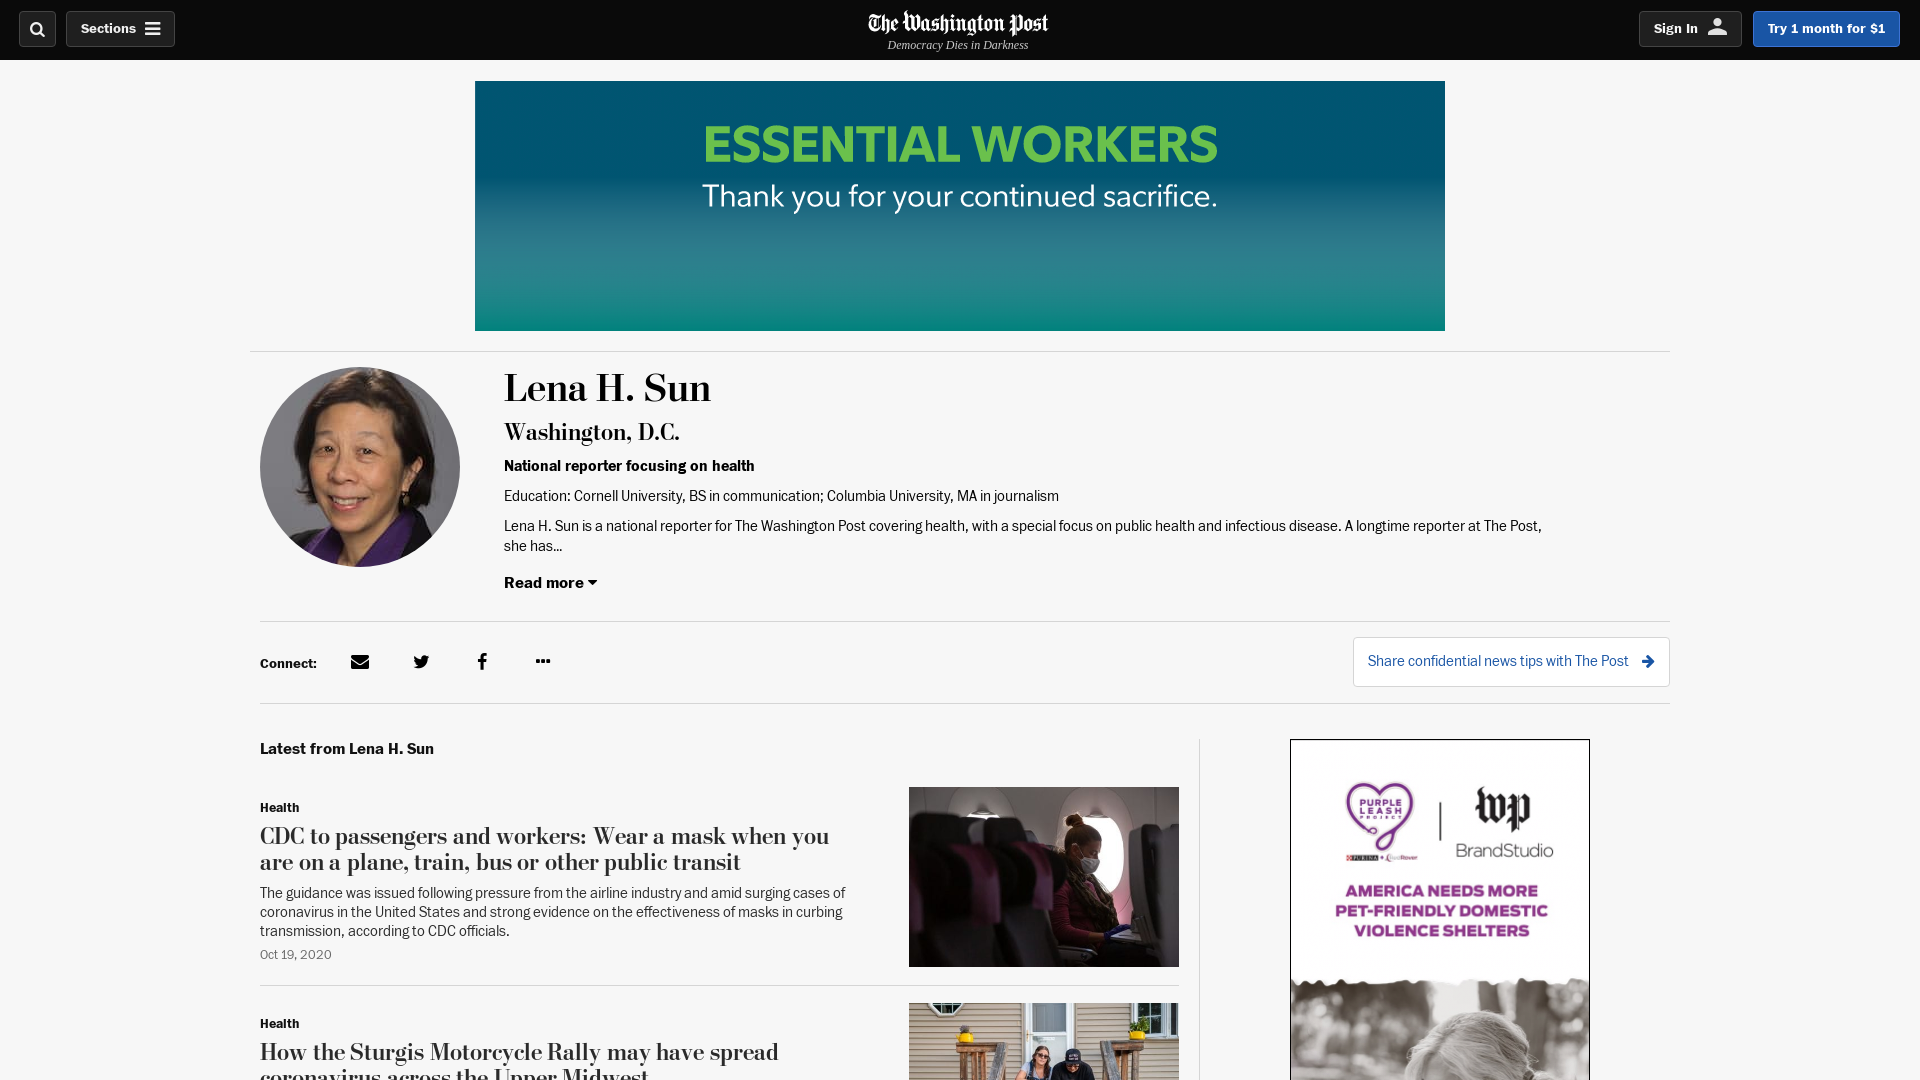 Sections
The Washington Post
Democracy Dies in Darkness
Sign In
Try 1 month for $1
ESSENTIAL WORKERS
Thank you for your continued sacrifice.
Lena H. Sun
Washington, D.C.
National reporter focusing on health
Education: Cornell University, BS in communication; Columbia University, MA in journalism
Lena H. Sun is a national reporter for The Washington Post covering health, with a special focus on public health and infectious disease. A longtime reporter at The Post,
she has...
Read more
Connect:
Share confidential news tips with The Post
Latest from Lena H. Sun
Health
CDC to passengers and workers: Wear a mask when you
are on a plane, train, bus or other public transit
The guidance was issued following pressure from the airline industry and amid surging cases of
coronavirus in the United States and strong evidence on the effectiveness of masks in curbing
transmission, according to CDC officials.
Oct 19, 2020
Health
How the Sturgis Motorcycle Rally may have spread
coronavirus across the Upper Midwest
PURPLE
LEASH
PROJECT
PURINA
wp
BrandStudio
AMERICA NEEDS MORE
PET-FRIENDLY DOMESTIC
VIOLENCE SHELTERS